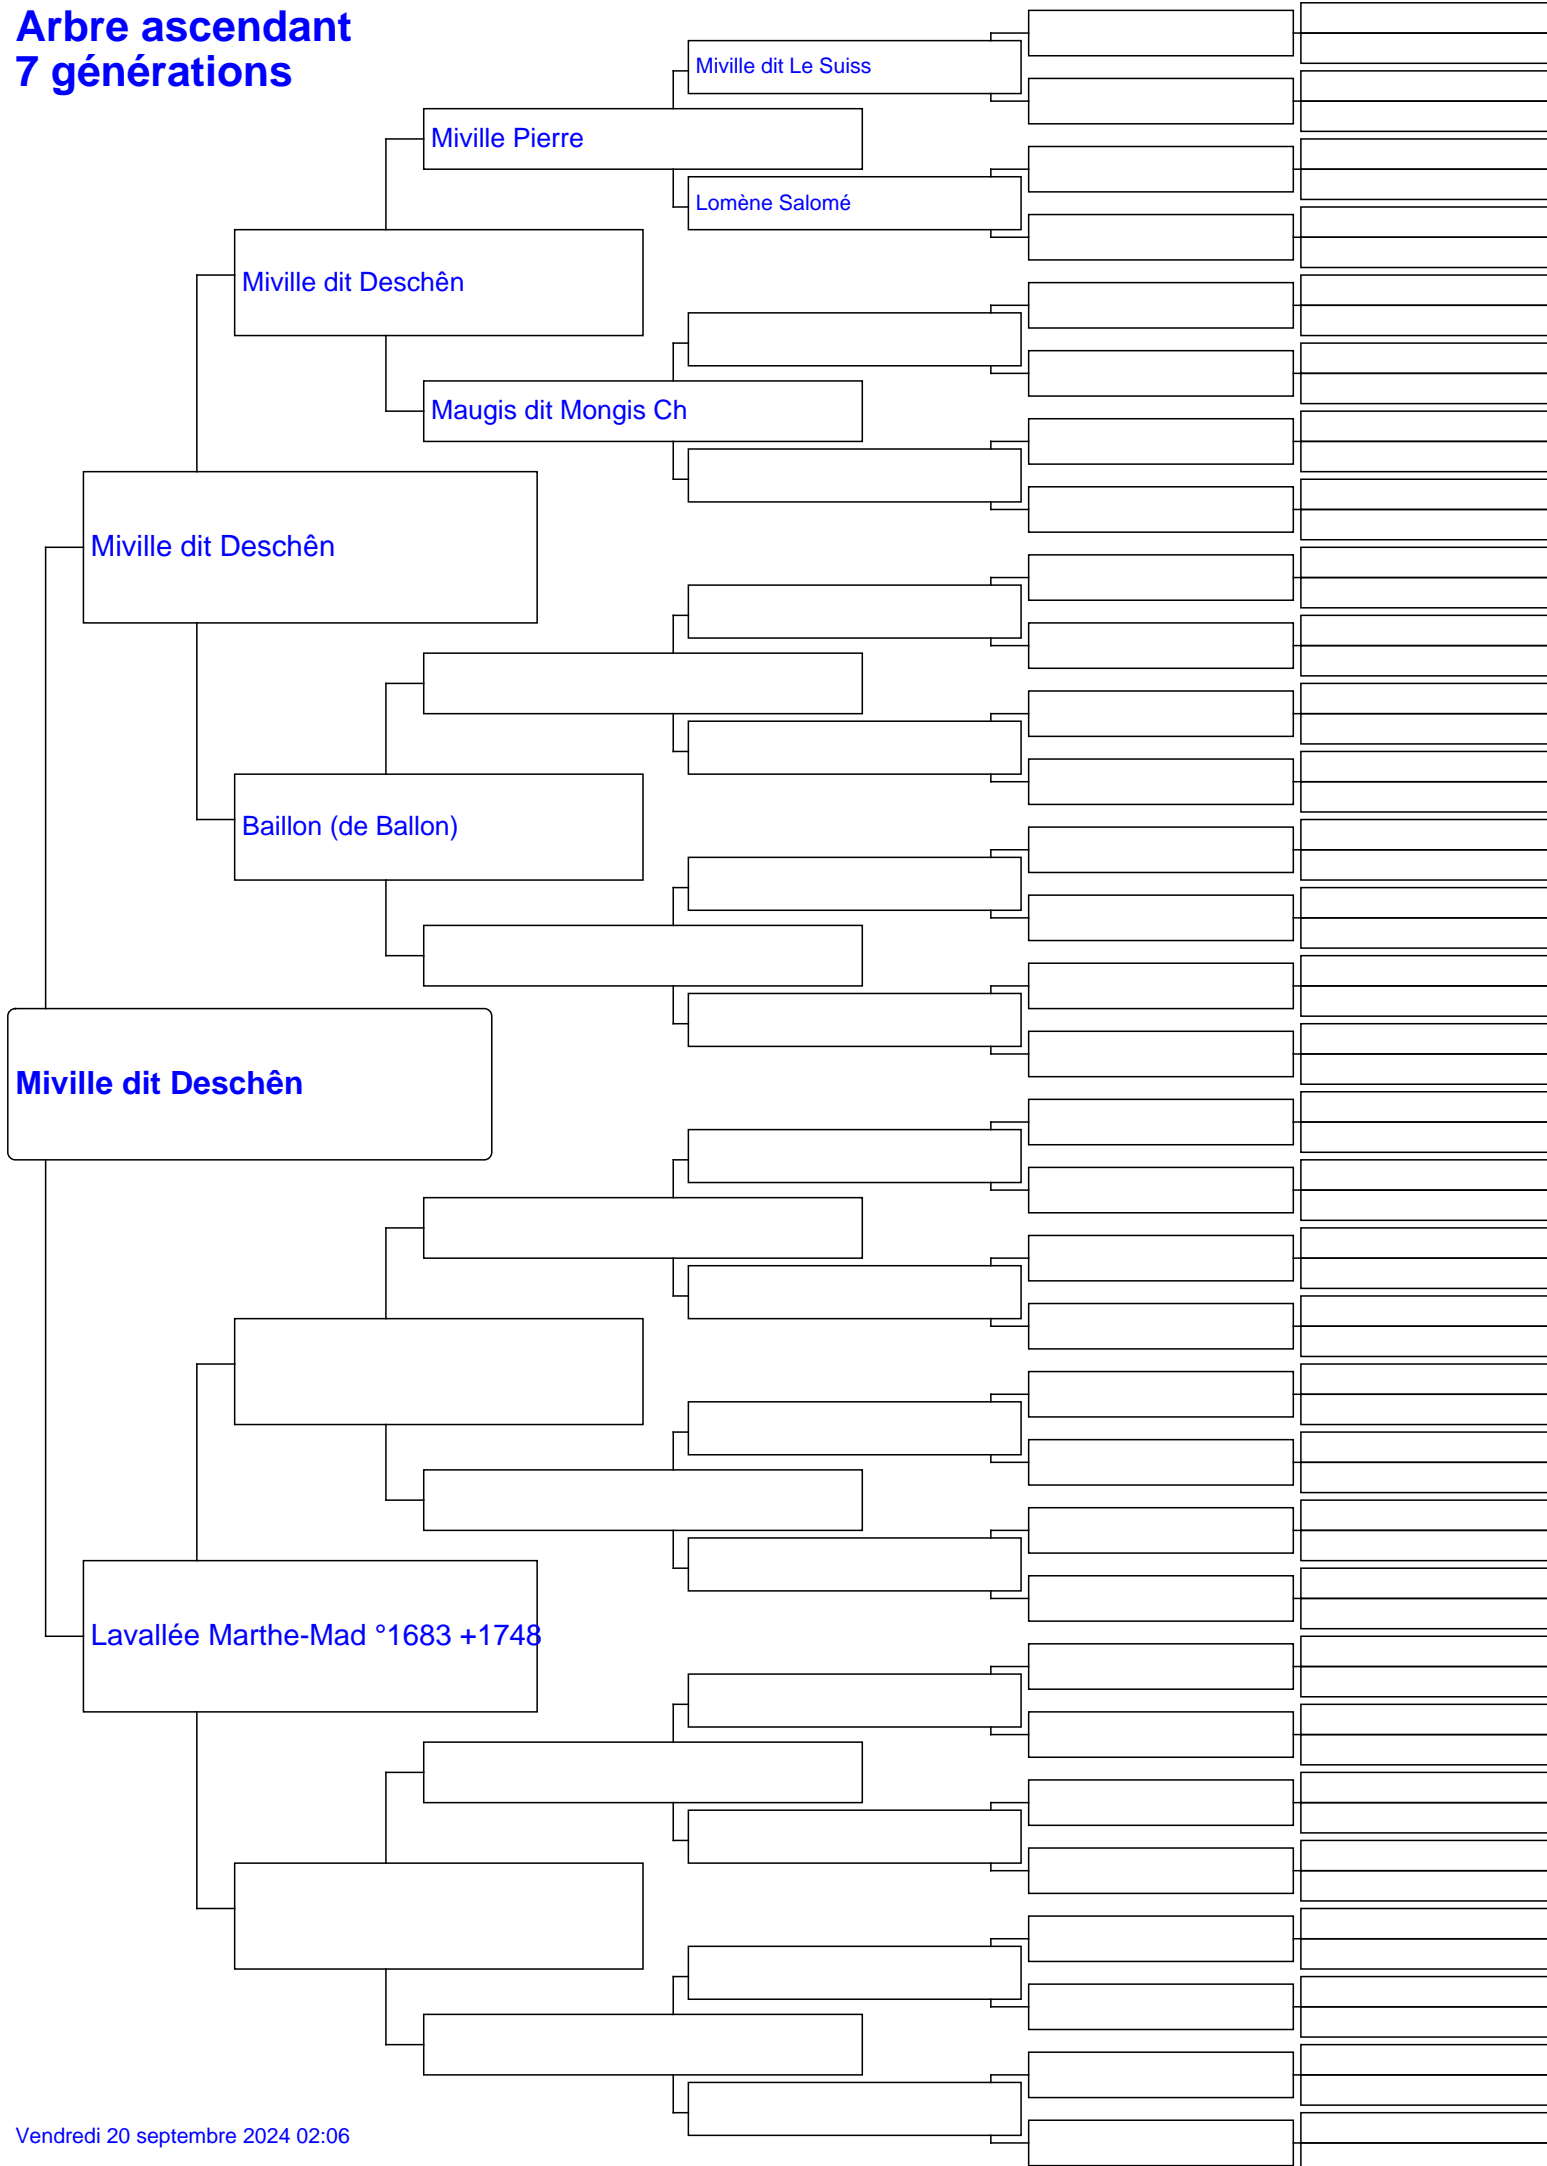 Arbre ascendant
7 générations
Miville dit Le Suiss
Miville Pierre
Lomène Salomé
Miville dit Deschên
Maugis dit Mongis Ch
Miville dit Deschên
Baillon (de Ballon)
Miville dit Deschên
Lavallée Marthe-Mad °1683 +1748
Vendredi 20 septembre 2024 02:06